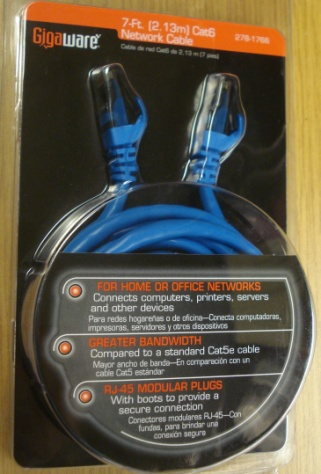 Gigaware
7-Ft. (2.13m) Cat6
Network Cable
Cable de red Cat6 de 2,13 m (7 pies)
278-1766
FOR HOME OR OFFICE NETWORKS
Connects computers, printers, servers
and other devices
Para redes hogareñas o de oficina—Conecta computadoras,
impresoras, servidores y otros dispositivos
GREATER BANDWIDTH
Compared to a standard Cat5e cable
Mayor ancho de banda—En comparación con un
cable Cat5 estándar
RJ-45 MODULAR PLUGS
With boots to provide a
secure connection
Conectores modulares RJ-45—Con
fundas, para brindar una
conexión segura